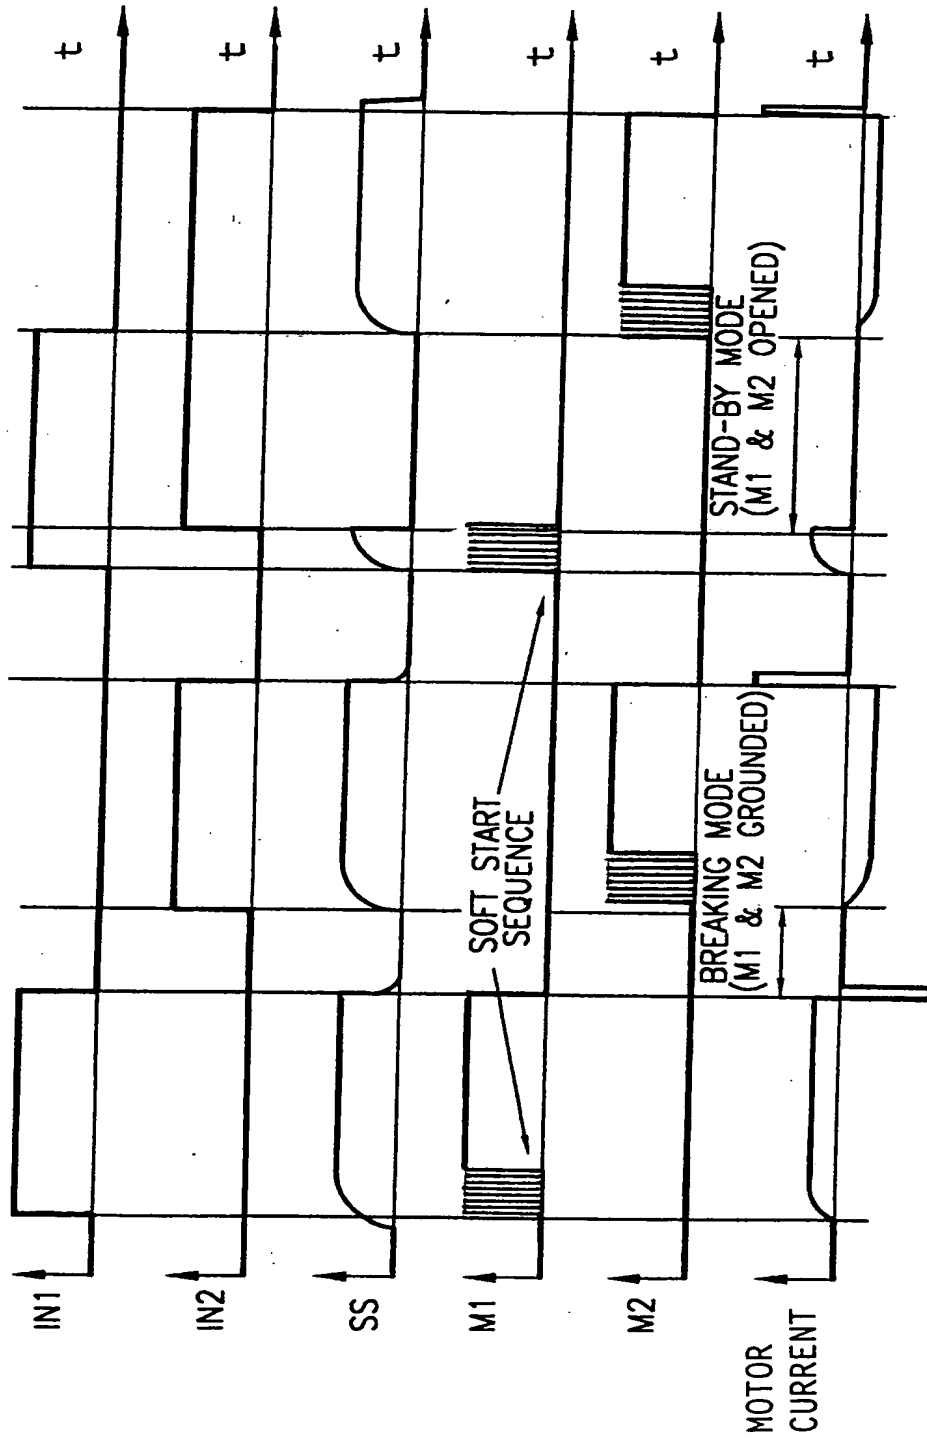 IN1
t
IN2
t
SS
t
M1
t
SOFT START
SEQUENCE
M2
t
BREAKING MODE
(M1 & M2 GROUNDED)
STAND-BY MODE
(M1 & M2 OPENED)
MOTOR
CURRENT
t